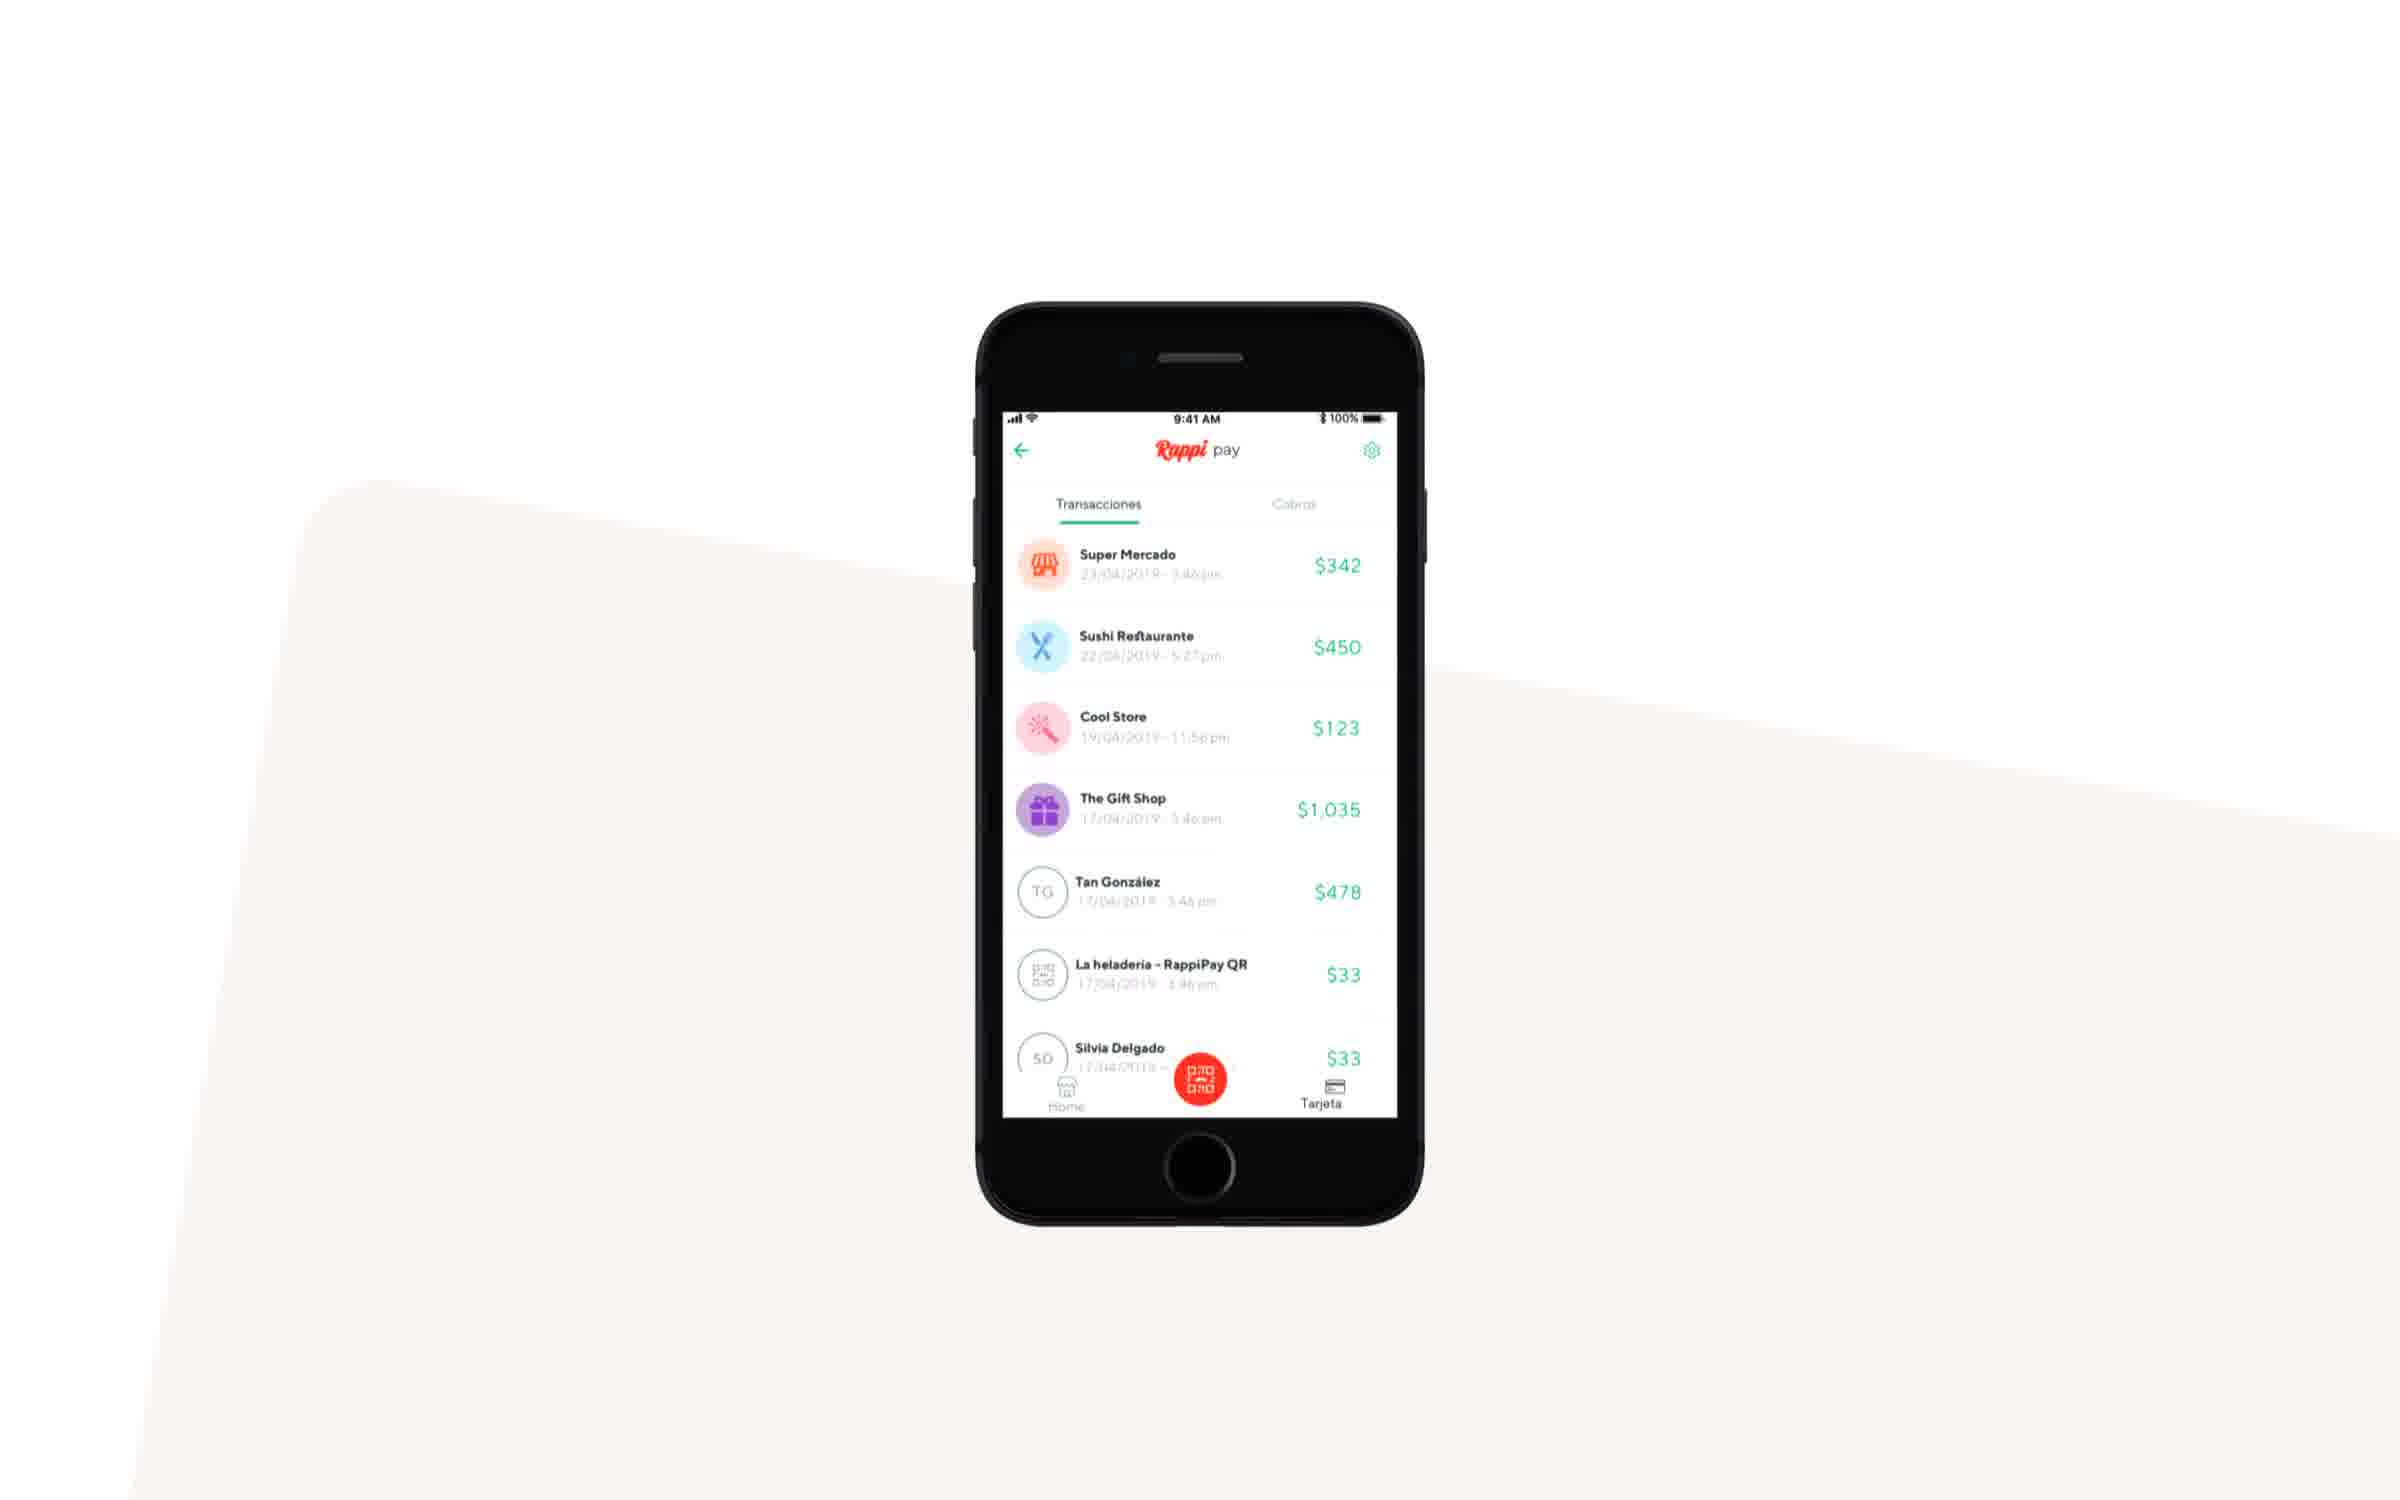 9:41 AM
100%
Rappi pay
Transacciones
Cobros
Super Mercado
23/04/2019 - 3:46 pm
$342
Sushi Restaurante
22/04/2019 - 5:27 pm
$450
Cool Store
19/04/2019 - 11:56 pm
$123
The Gift Shop
17/04/2019 - 3:46 pm
$1,035
TG
Tan González
17/04/2019 - 3:46 pm
$478
La heladería - RappiPay QR
17/04/2019 - 3:46 pm
$33
SD
Silvia Delgado
17/04/2019 -
$33
Home
Tarjeta